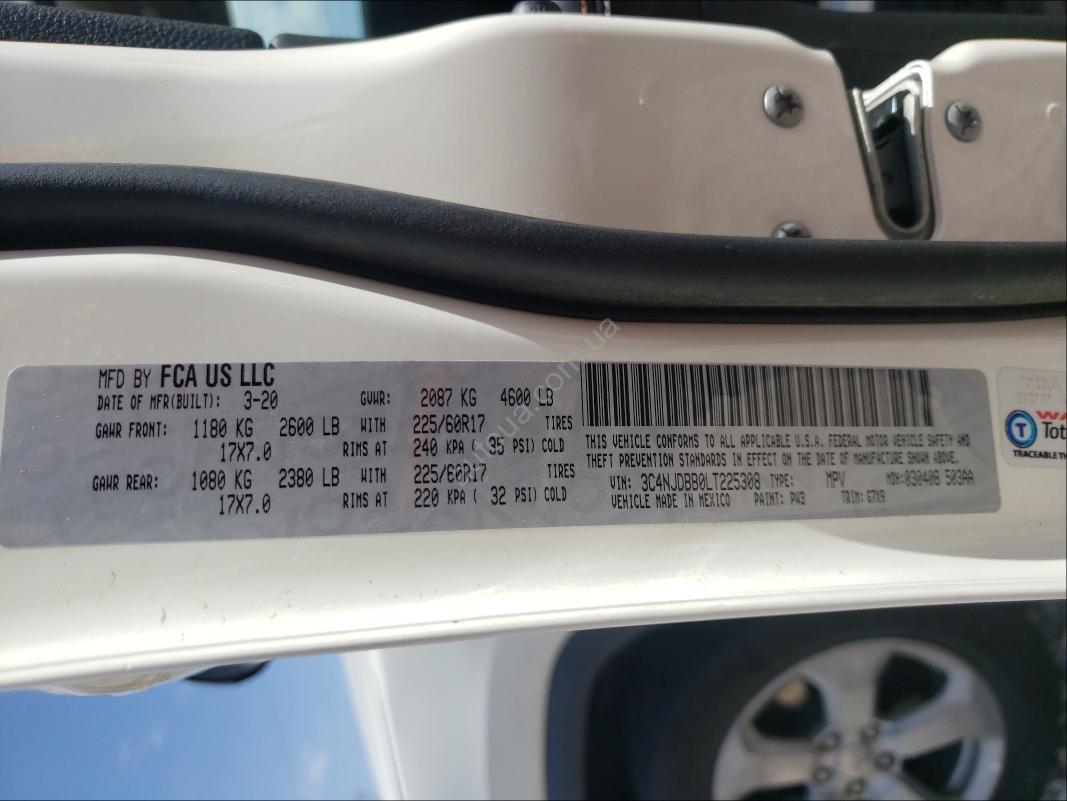 MFD BY FCA US LLC
DATE OF MFR(BUILT): 3-20 GVWR: 2087 KG 4600 LB
GAWR FRONT: 1180 KG 2600 LB WITH 225/60R17 TIRES
17X7.0 RIMS AT 240 KPA ( 35 PSI) COLD
GAWR REAR: 1080 KG 2380 LB WITH 225/60R17 TIRES
17X7.0 RIMS AT 220 KPA ( 32 PSI) COLD
THIS VEHICLE CONFORMS TO ALL APPLICABLE U.S.A. FEDERAL MOTOR VEHICLE SAFETY AND
THEFT PREVENTION STANDARDS IN EFFECT ON THE DATE OF MANUFACTURE SHOWN ABOVE.
VIN: 3C4NJDBB0LT225308 TYPE: MPV MDH: 030408 503AA
VEHICLE MADE IN MEXICO PAINT: PW3 TRIM: G7X9
WA
Tot
TRACEABLE